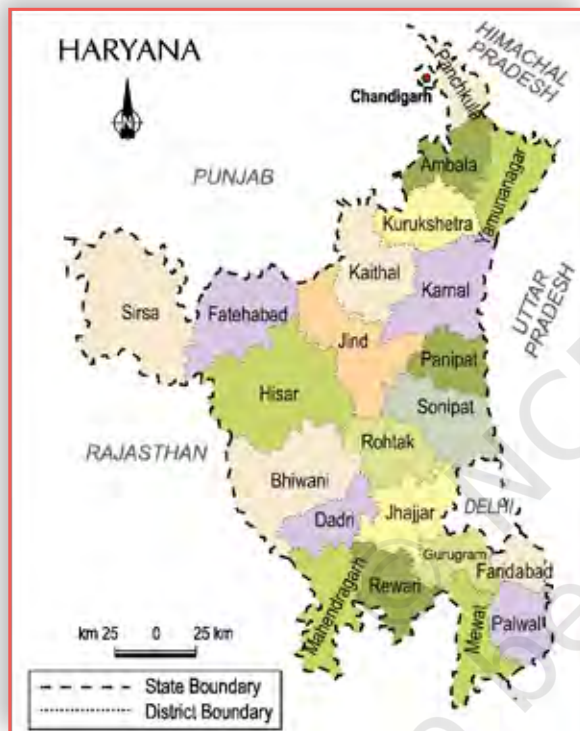 HARYANA
N
HIMACHAL
PRADESH
Panchkula
Chandigarh
Ambala
PUNJAB
Yamunanagar
Kurukshetra
Kaithal
Karnal
UTTAR
PRADESH
Sirsa
Fatehabad
Jind
Panipat
Hisar
Sonipat
RAJASTHAN
Rohtak
Bhiwani
DELHI
Dadri
Jhajjar
Gurugram
Faridabad
Mahendragarh
Rewari
Mewat
Palwal
km 25 0 25 km
State Boundary
District Boundary